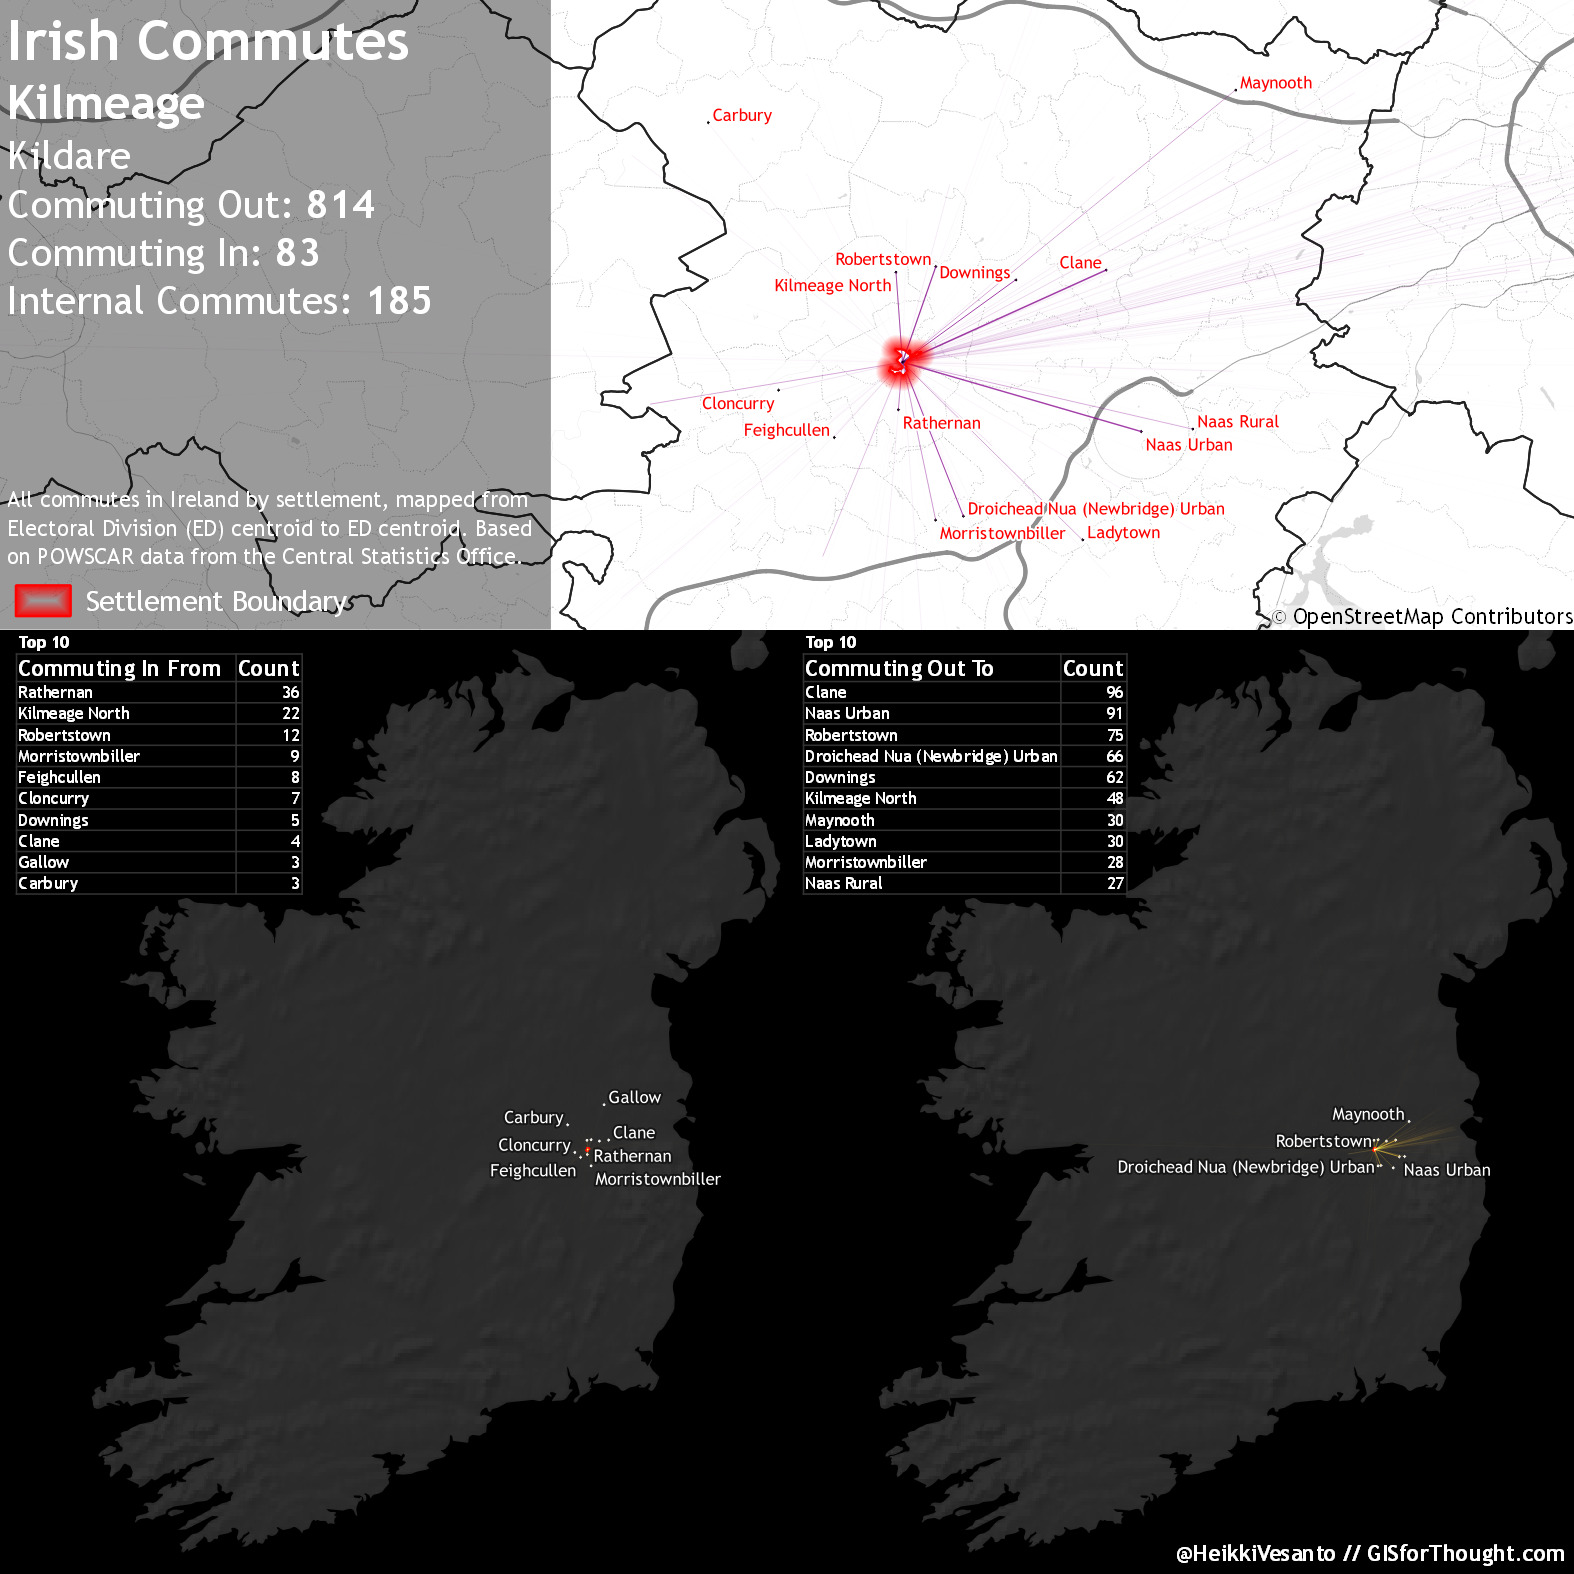 Irish Commutes
Kilmeage
Kildare
Commuting Out: 814
Commuting In: 83
Internal Commutes: 185
All commutes in Ireland by settlement, mapped from
Electoral Division (ED) centroid to ED centroid. Based
on POWSCAR data from the Central Statistics Office.
Settlement Boundary
Maynooth
Carbury
Robertstown
Clane
Downings
Kilmeage North
Cloncurry
Rathernan
Feighcullen
Naas Rural
Naas Urban
Droichead Nua (Newbridge) Urban
Morristownbiller
Ladytown
© OpenStreetMap Contributors
Top 10
Commuting In From Count
Rathernan 36
Kilmeage North 22
Robertstown 12
Morristownbiller 9
Feighcullen 8
Cloncurry 7
Downings 5
Clane 4
Gallow 3
Carbury 3
Gallow
Carbury
Clane
Cloncurry
Rathernan
Feighcullen
Morristownbiller
Top 10
Commuting Out To Count
Clane 96
Naas Urban 91
Robertstown 75
Droichead Nua (Newbridge) Urban 66
Downings 62
Kilmeage North 48
Maynooth 30
Ladytown 30
Morristownbiller 28
Naas Rural 27
Maynooth
Robertstown
Droichead Nua (Newbridge) Urban
Naas Urban
@HeikkiVesanto // GISforThought.com